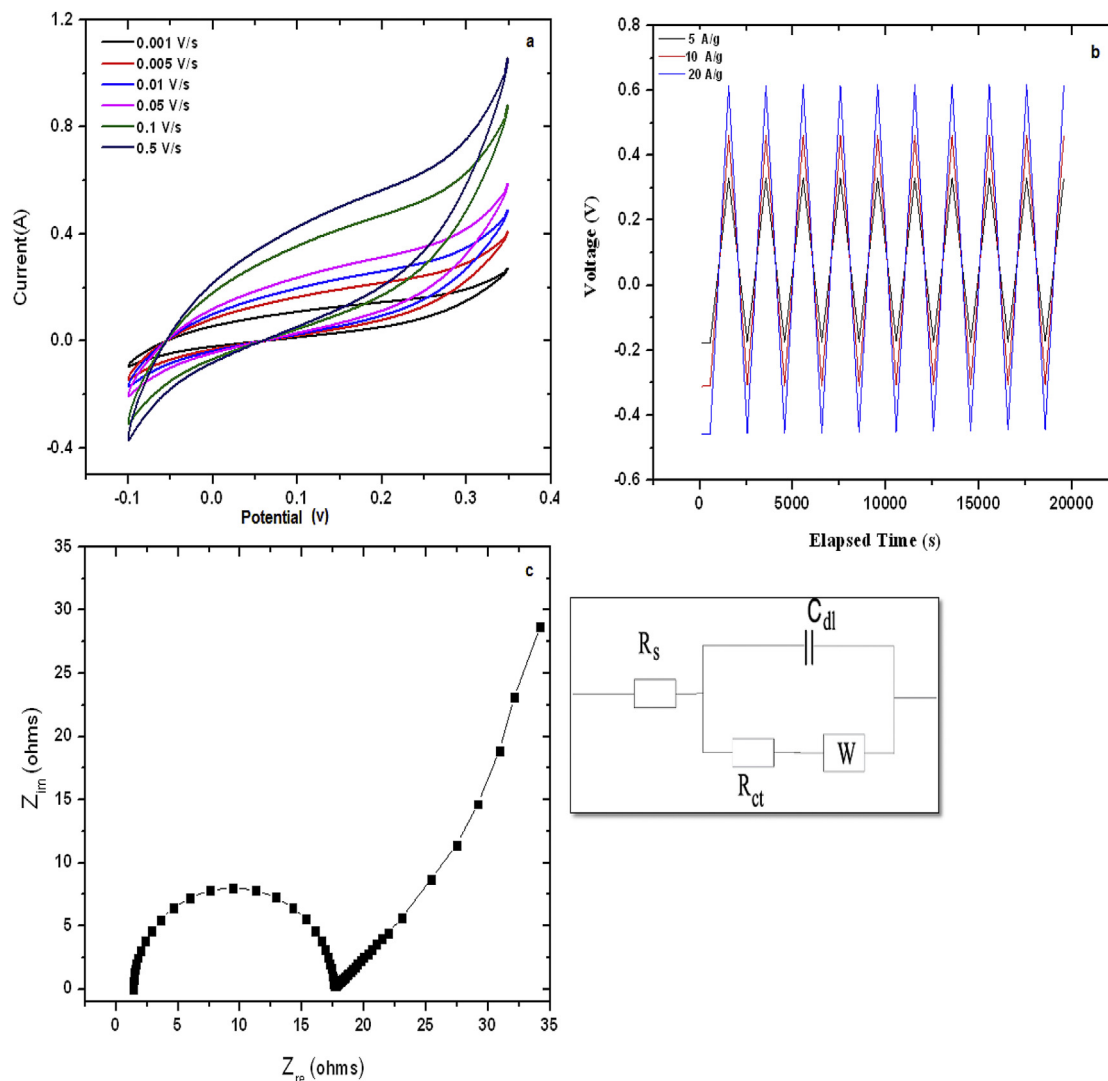 a
0.001 V/s
0.005 V/s
0.01 V/s
0.05 V/s
0.1 V/s
0.5 V/s
1.2
0.8
0.4
0.0
-0.4
Current(A)
-0.1 0.0 0.1 0.2 0.3 0.4
Potential (v)
b
5 A/g
10 A/g
20 A/g
0.8
0.6
0.4
0.2
0.0
-0.2
-0.4
-0.6
Voltage (V)
0 5000 10000 15000 20000
Elapsed Time (s)
c
35
30
25
20
15
10
5
0
Zim (ohms)
0 5 10 15 20 25 30 35
Zre (ohms)
Cdl
Rs
W
Rct